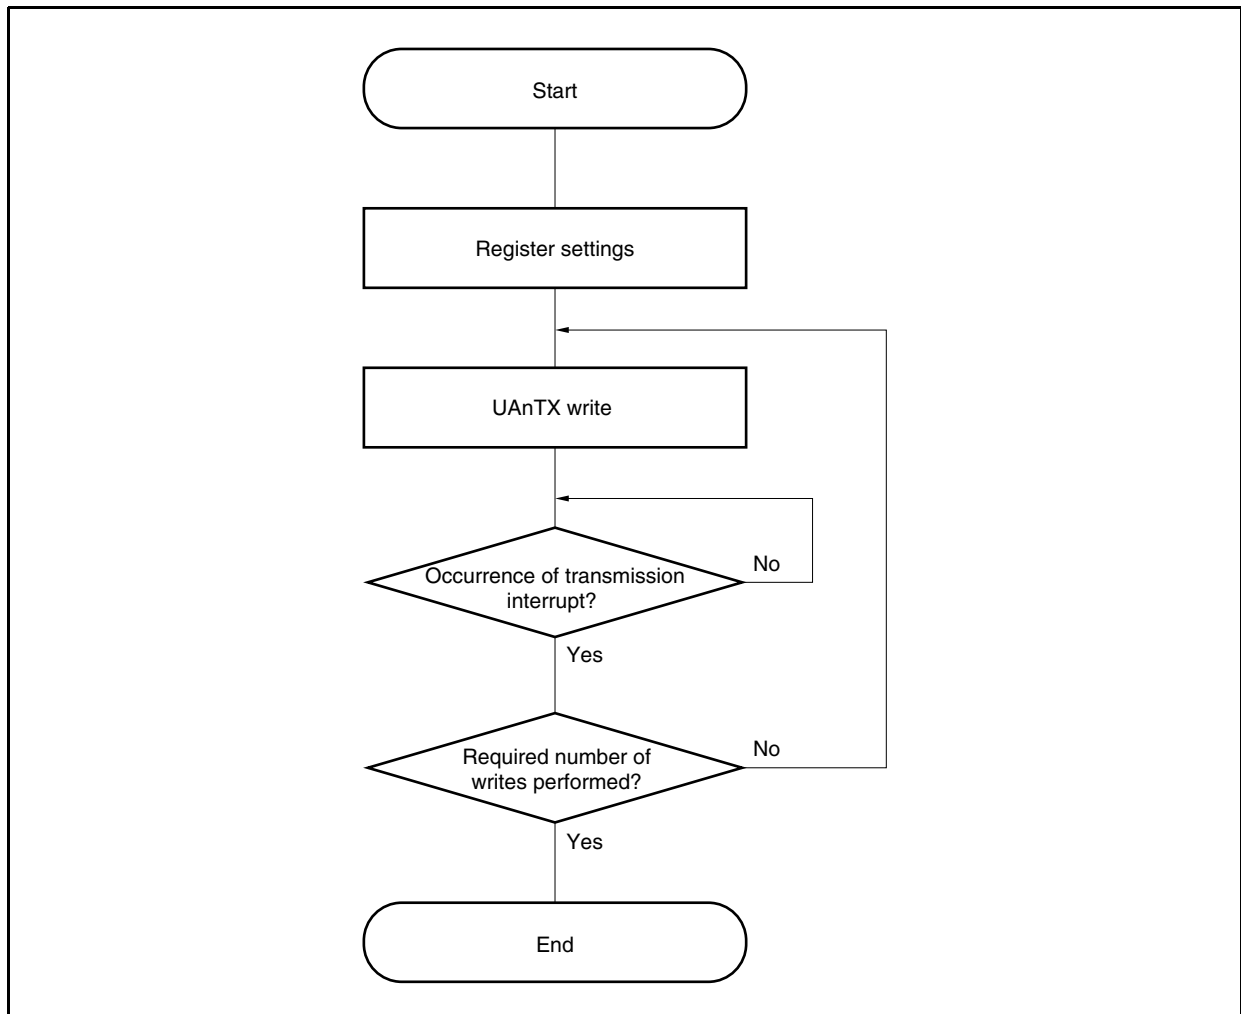 Start
Register settings
UAnTX write
Occurrence of transmission
interrupt?
No
Yes
Required number of
writes performed?
No
Yes
End